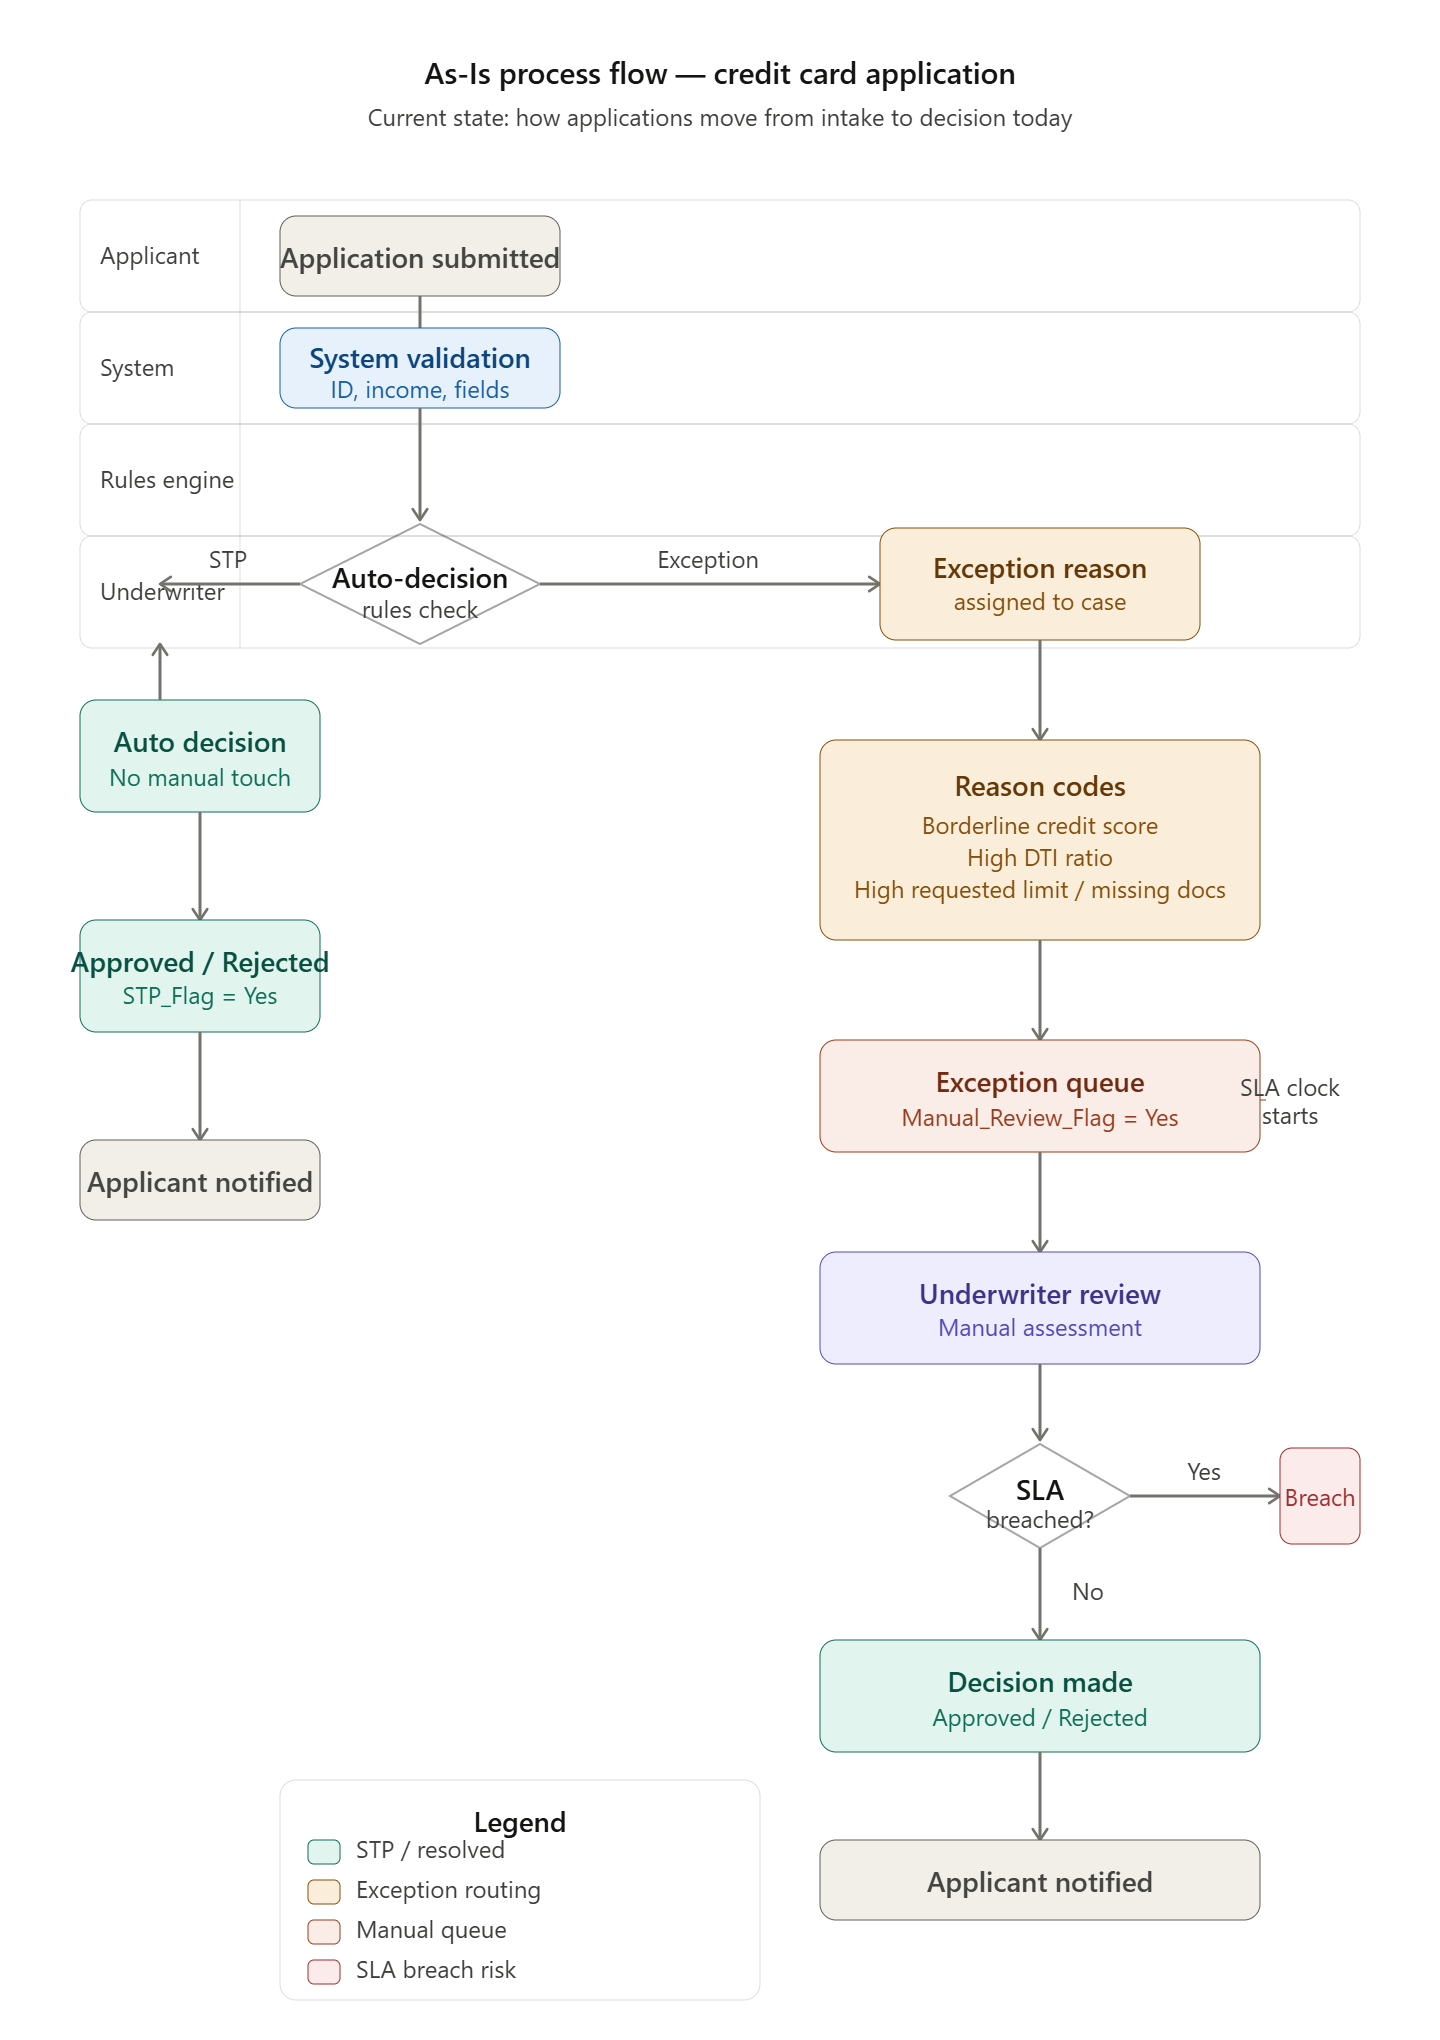 As-Is process flow — credit card application
Current state: how applications move from intake to decision today
Applicant
Application submitted
System
System validation
ID, income, fields
Rules engine
Underwriter
STP
Auto-decision
rules check
Exception
Exception reason
assigned to case
Auto decision
No manual touch
Approved / Rejected
STP_Flag = Yes
Applicant notified
Reason codes
Borderline credit score
High DTI ratio
High requested limit / missing docs
Exception queue
Manual_Review_Flag = Yes
SLA clock
starts
Underwriter review
Manual assessment
SLA
breached?
Yes
Breach
No
Decision made
Approved / Rejected
Applicant notified
Legend
STP / resolved
Exception routing
Manual queue
SLA breach risk